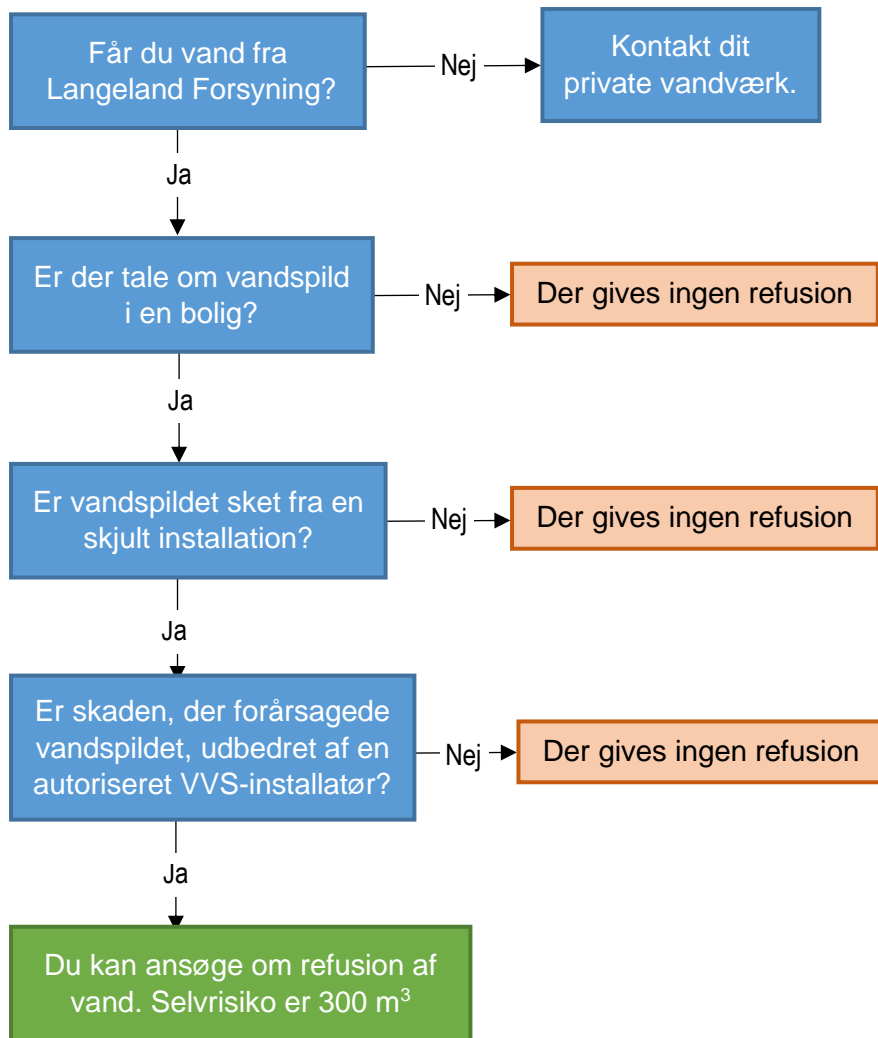 Får du vand fra
Langeland Forsyning?
Nej
Kontakt dit
private vandværk.
Ja
Er der tale om vandspild
i en bolig?
Nej
Der gives ingen refusion
Ja
Er vandspildet sket fra en
skjult installation?
Nej
Der gives ingen refusion
Ja
Er skaden, der forårsagede
vandspildet, udbedret af en
autoriseret VVS-installatør?
Nej
Der gives ingen refusion
Ja
Du kan ansøge om refusion af
vand. Selvrisiko er 300 m³